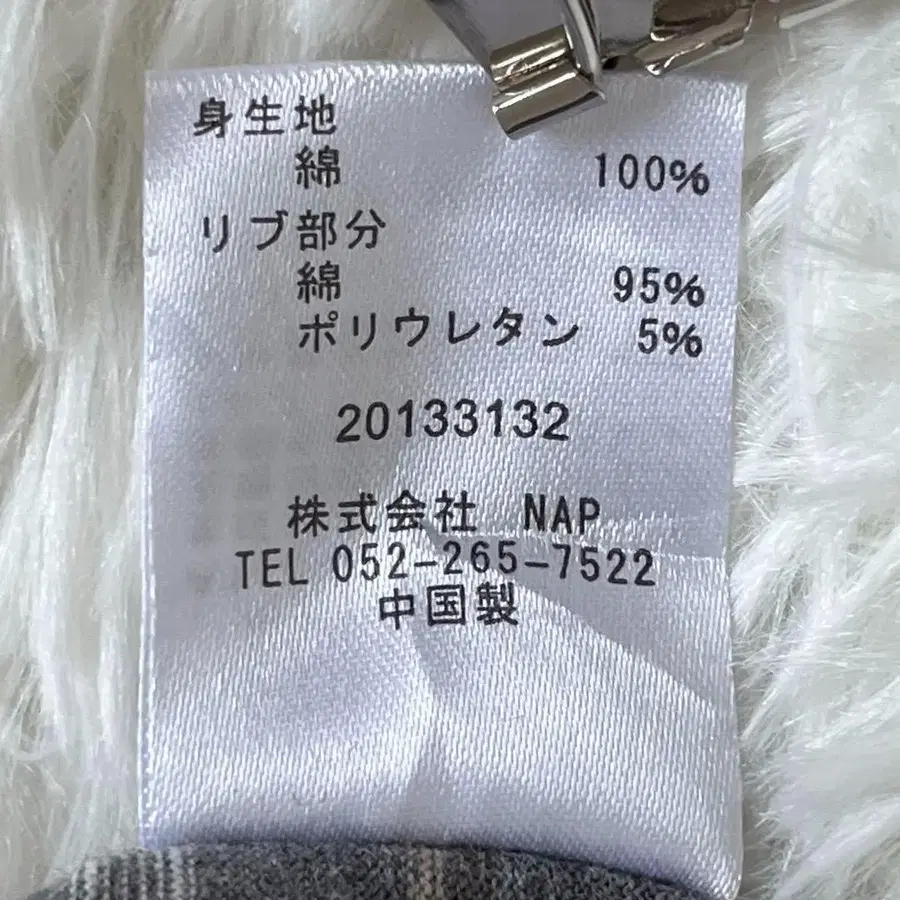 身生地
綿 100%
リブ部分
綿 95%
ポリウレタン 5%
20133132
株式会社 NAP
TEL 052-265-7522
中国製